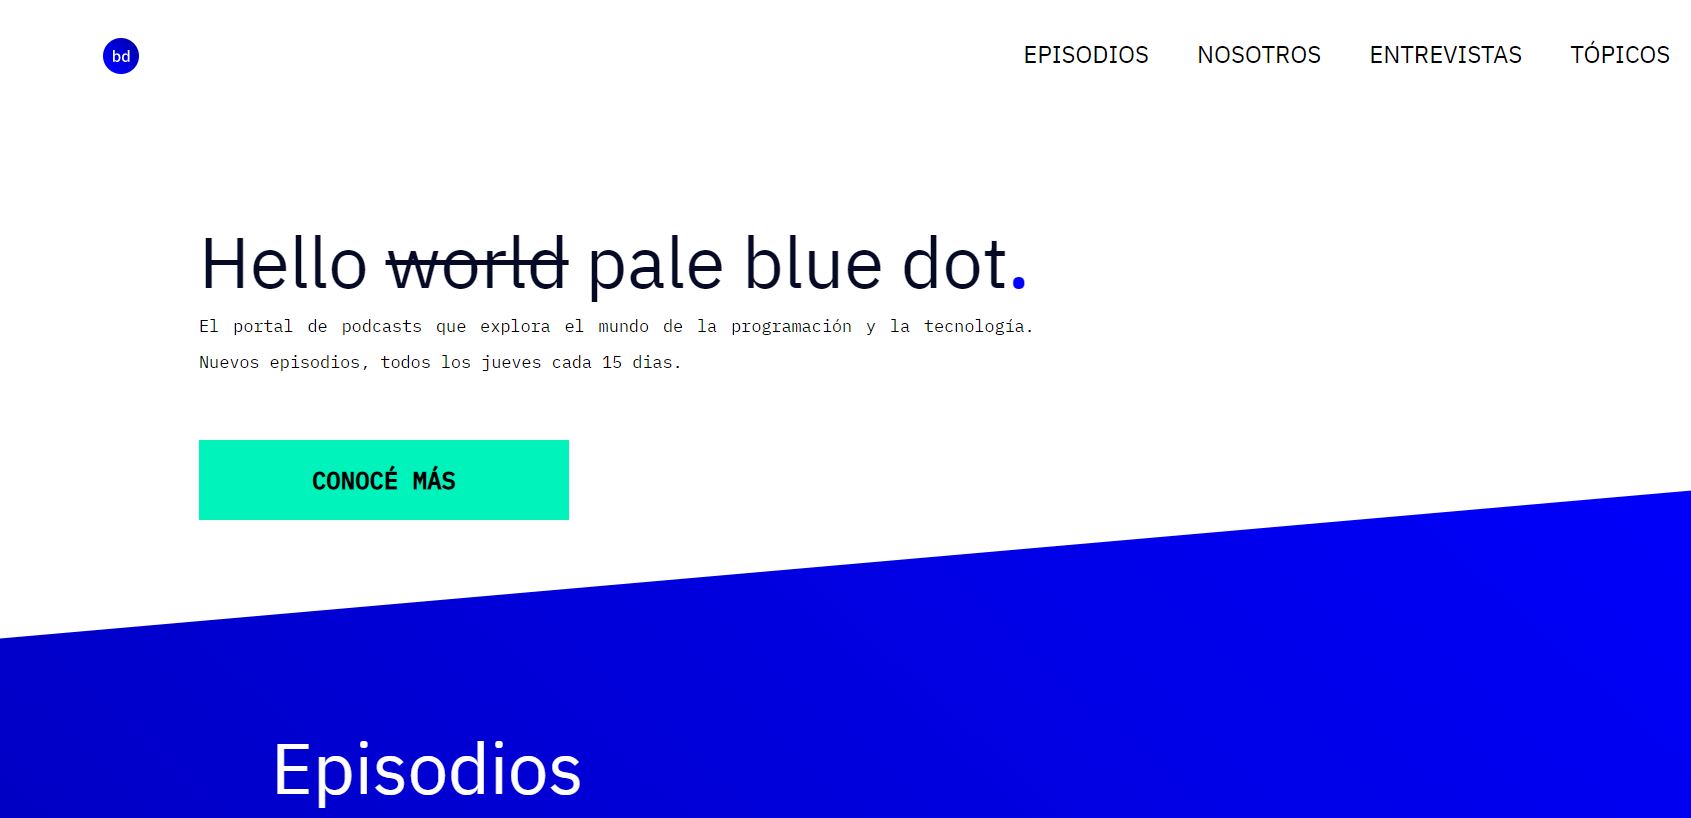 bd
EPISODIOS NOSOTROS ENTREVISTAS TÓPICOS
Hello world pale blue dot.
El portal de podcasts que explora el mundo de la programación y la tecnología.
Nuevos episodios, todos los jueves cada 15 dias.
CONOCÉ MÁS
Episodios